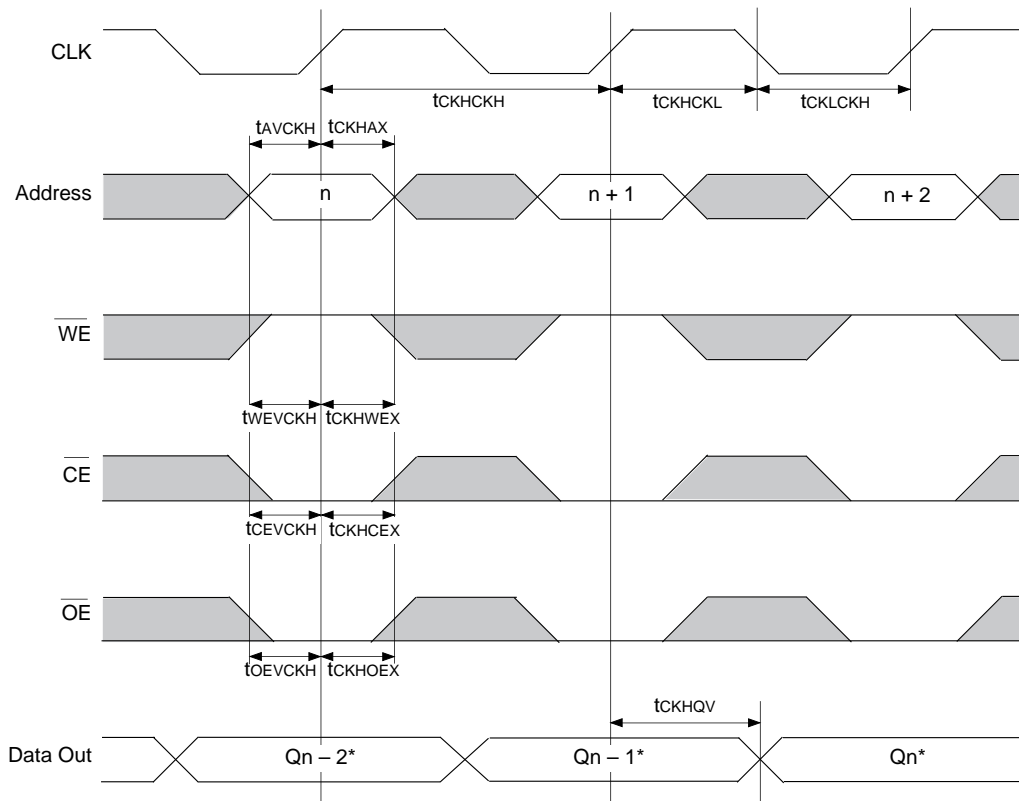 CLK
tCKHCKH tCKHCKL tCKLCKH
tAVCKH tCKHAX
Address n n + 1 n + 2
WE
tWEVCKH tCKHWEX
CE
tCEVCKH tCKHCEX
OE
tOEVCKH tCKHOEX
tCKHQV
Data Out Qn – 2* Qn – 1* Qn*